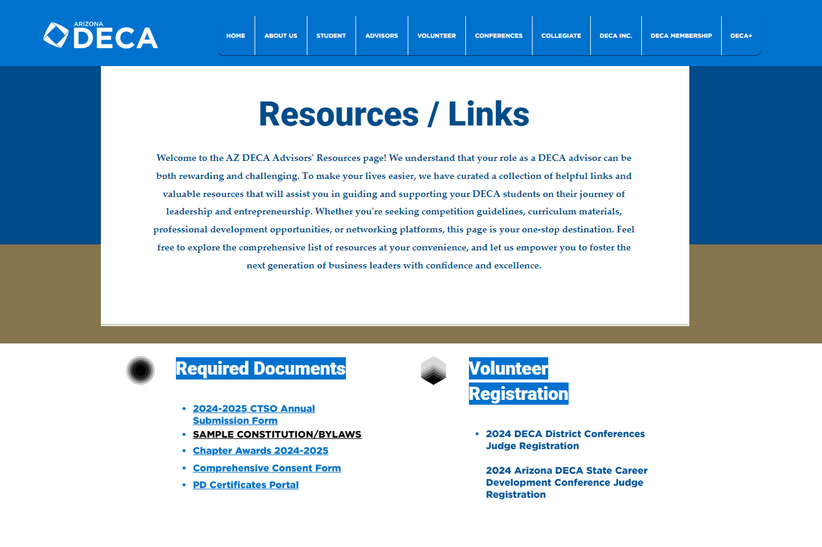 ARIZONA
DECA
HOME ABOUT US STUDENT ADVISORS VOLUNTEER CONFERENCES COLLEGIATE DECA INC. DECA MEMBERSHIP DECA+
Resources / Links
Welcome to the AZ DECA Advisors' Resources page! We understand that your role as a DECA advisor can be
both rewarding and challenging. To make your lives easier, we have curated a collection of helpful links and
valuable resources that will assist you in guiding and supporting your DECA students on their journey of
leadership and entrepreneurship. Whether you're seeking competition guidelines, curriculum materials,
professional development opportunities, or networking platforms, this page is your one-stop destination. Feel
free to explore the comprehensive list of resources at your convenience, and let us empower you to foster the
next generation of business leaders with confidence and excellence.
Required Documents
2024-2025 CTSO Annual
Submission Form
SAMPLE CONSTITUTION/BYLAWS
Chapter Awards 2024-2025
Comprehensive Consent Form
PD Certificates Portal
Volunteer
Registration
2024 DECA District Conferences
Judge Registration
2024 Arizona DECA State Career
Development Conference Judge
Registration